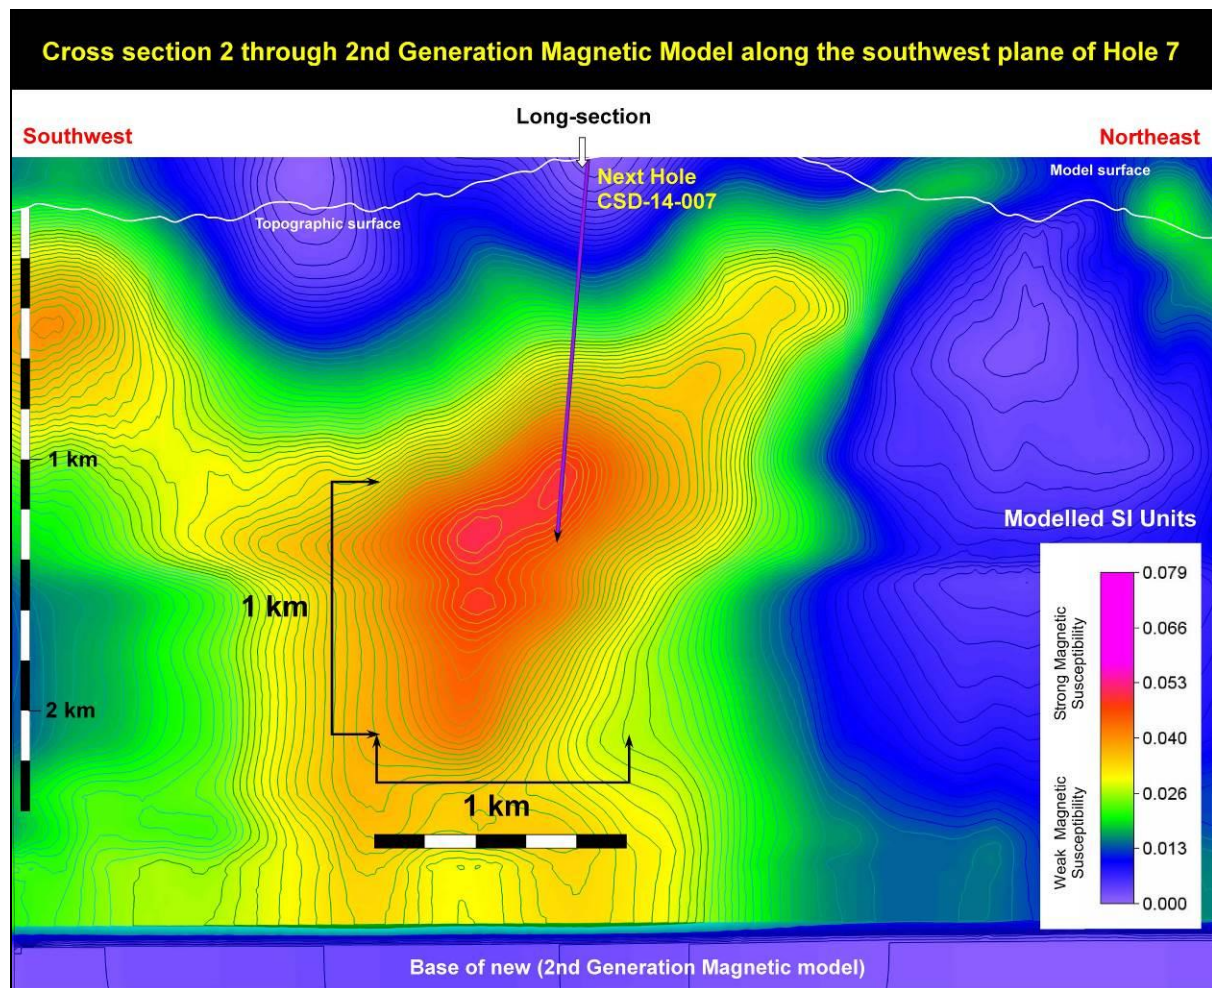 Cross section 2 through 2nd Generation Magnetic Model along the southwest plane of Hole 7
Long-section
Southwest
Northeast
Next Hole
CSD-14-007
Model surface
Topographic surface
1 km
Modelled SI Units
1 km
2 km
1 km
Strong Magnetic
Susceptibility
Weak Magnetic
Susceptibility
0.079
0.066
0.053
0.040
0.026
0.013
0.000
Base of new (2nd Generation Magnetic model)